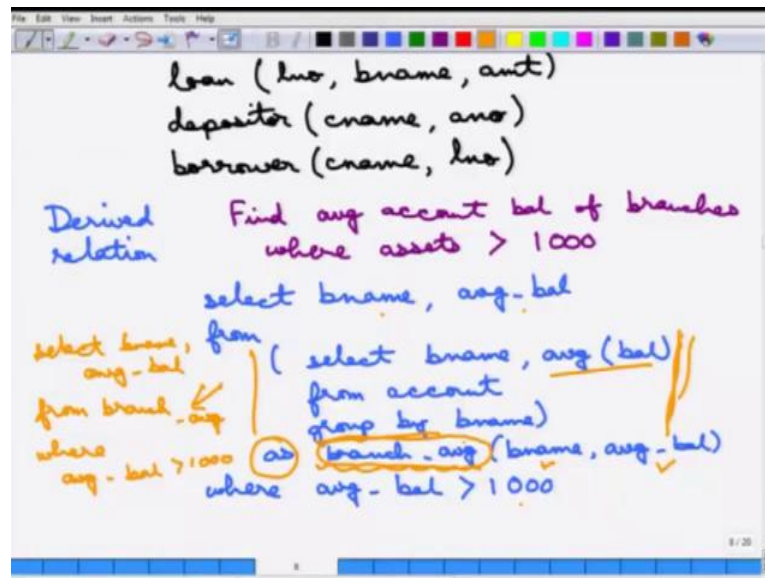 File Edit View Insert Actions Tools Help
loan (lno, bname, amt)
depositor (cname, ano)
borrower (cname, lno)
Derived relation
Find avg account bal of branches
where assets > 1000
select bname, avg_bal
from
( select bname, avg (bal)
from account
group by bname)
as branch_avg (bname, avg_bal)
where avg_bal > 1000
select bname,
avg_bal
from branch_avg
where
avg_bal > 1000
8 / 20
8